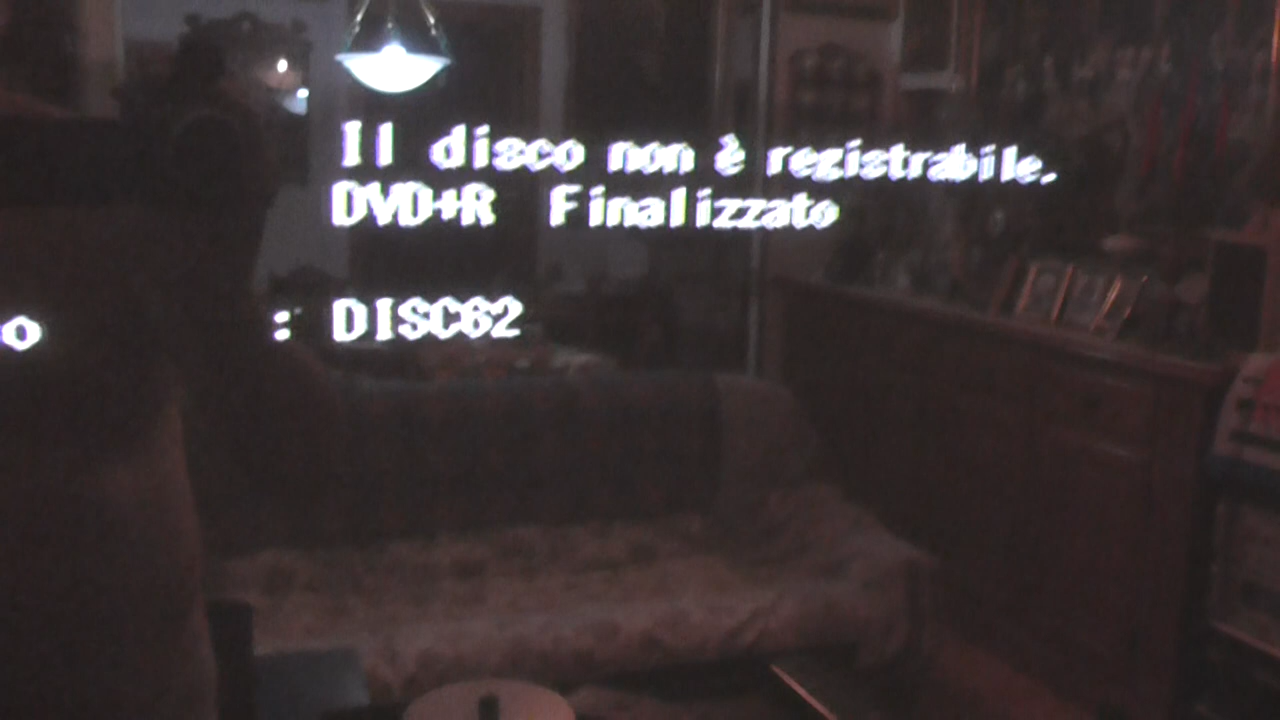 Il disco non è registrabile.
DVD+R Finalizzato
o : DISC62